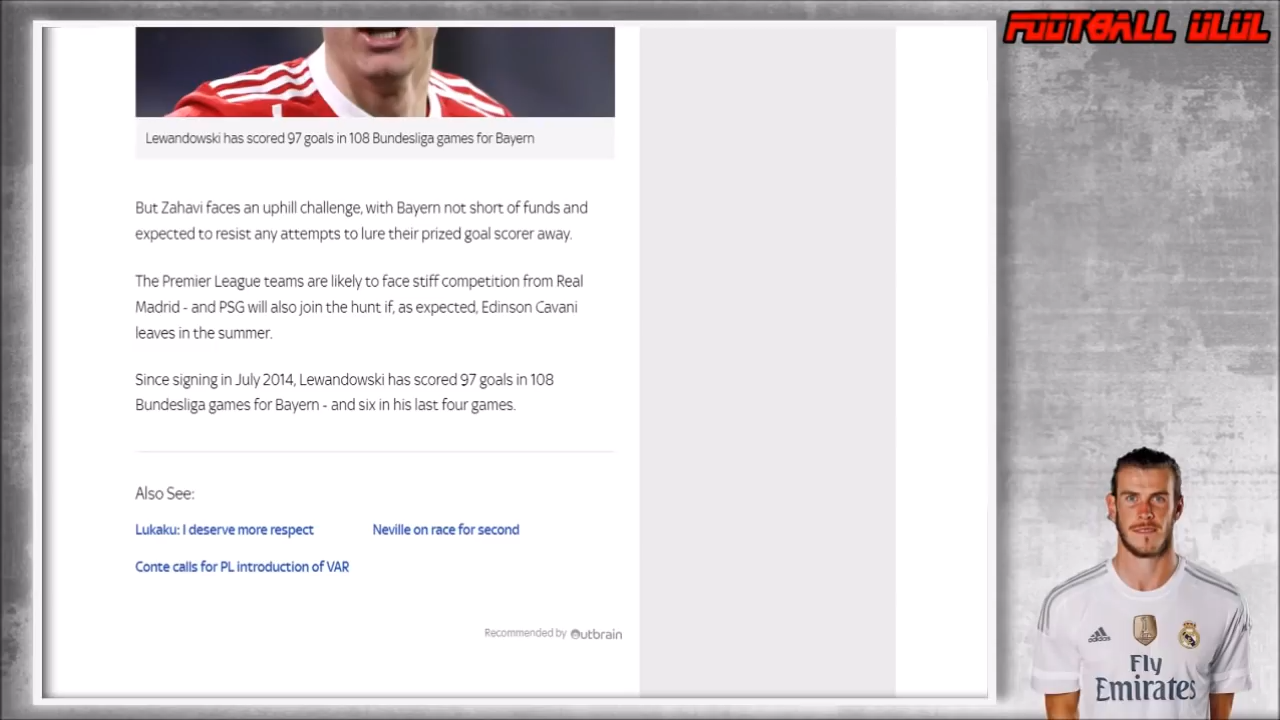 FOOTBALL ULUL
Lewandowski has scored 97 goals in 108 Bundesliga games for Bayern
But Zahavi faces an uphill challenge, with Bayern not short of funds and
expected to resist any attempts to lure their prized goal scorer away.
The Premier League teams are likely to face stiff competition from Real
Madrid - and PSG will also join the hunt if, as expected, Edinson Cavani
leaves in the summer.
Since signing in July 2014, Lewandowski has scored 97 goals in 108
Bundesliga games for Bayern - and six in his last four games.
Also See:
Lukaku: I deserve more respect
Neville on race for second
Conte calls for PL introduction of VAR
Recommended by Outbrain
Fly
Emirates